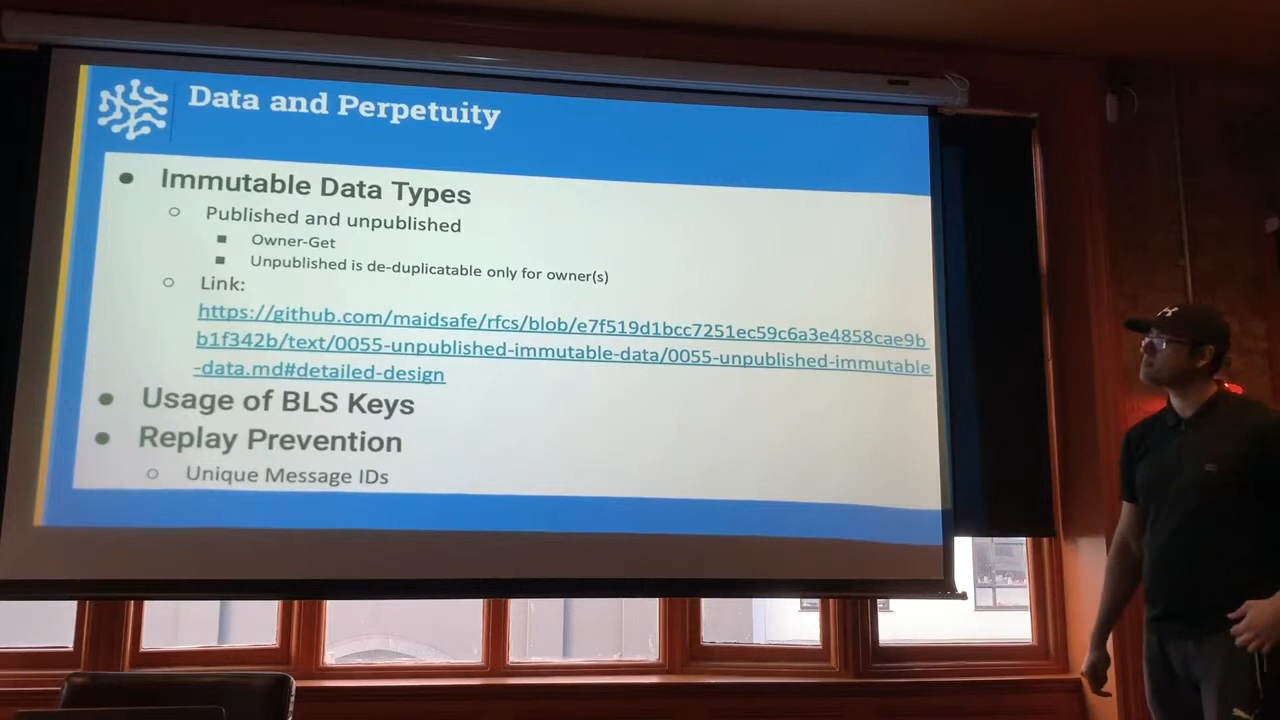 Data and Perpetuity
Immutable Data Types
Published and unpublished
Owner-Get
Unpublished is de-duplicatable only for owner(s)
Link:
https://github.com/maidsafe/rfcs/blob/e7f519d1bcc7251ec59c6a3e4858cae9b
b1f342b/text/0055-unpublished-immutable-data/0055-unpublished-immutable
-data.md#detailed-design
Usage of BLS Keys
Replay Prevention
Unique Message IDs